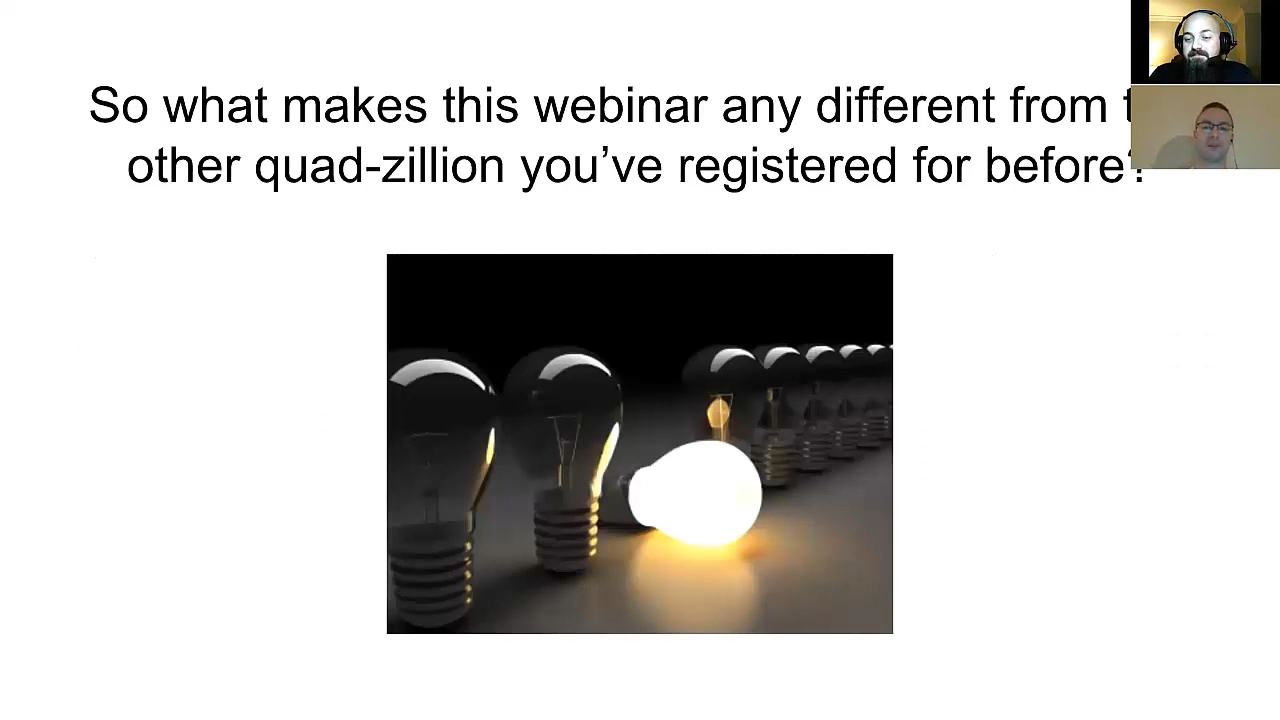 So what makes this webinar any different from
other quad-zillion you’ve registered for before?